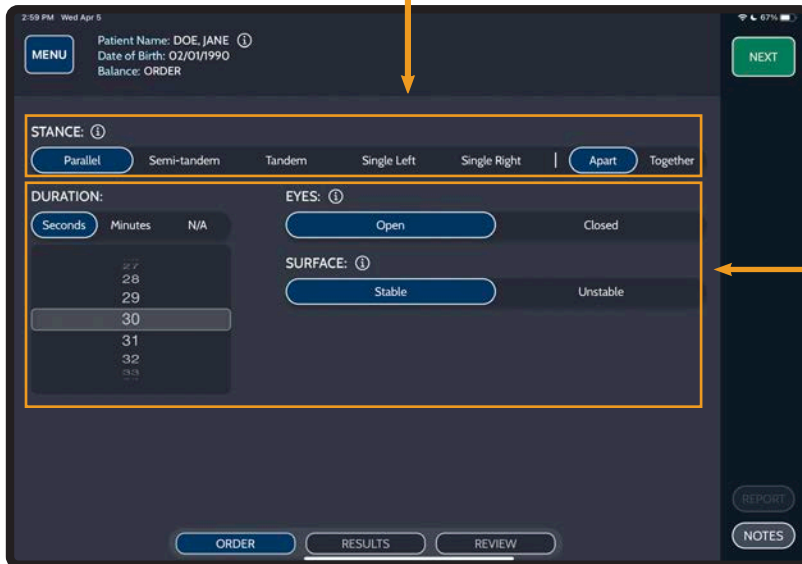 2:59 PM Wed Apr 5
67%
MENU
Patient Name: DOE, JANE
Date of Birth: 02/01/1990
Balance: ORDER
NEXT
STANCE:
Parallel Semi-tandem Tandem Single Left Single Right | Apart Together
DURATION:
Seconds Minutes N/A
27
28
29
30
31
32
33
EYES:
Open Closed
SURFACE:
Stable Unstable
REPORT
NOTES
ORDER RESULTS REVIEW